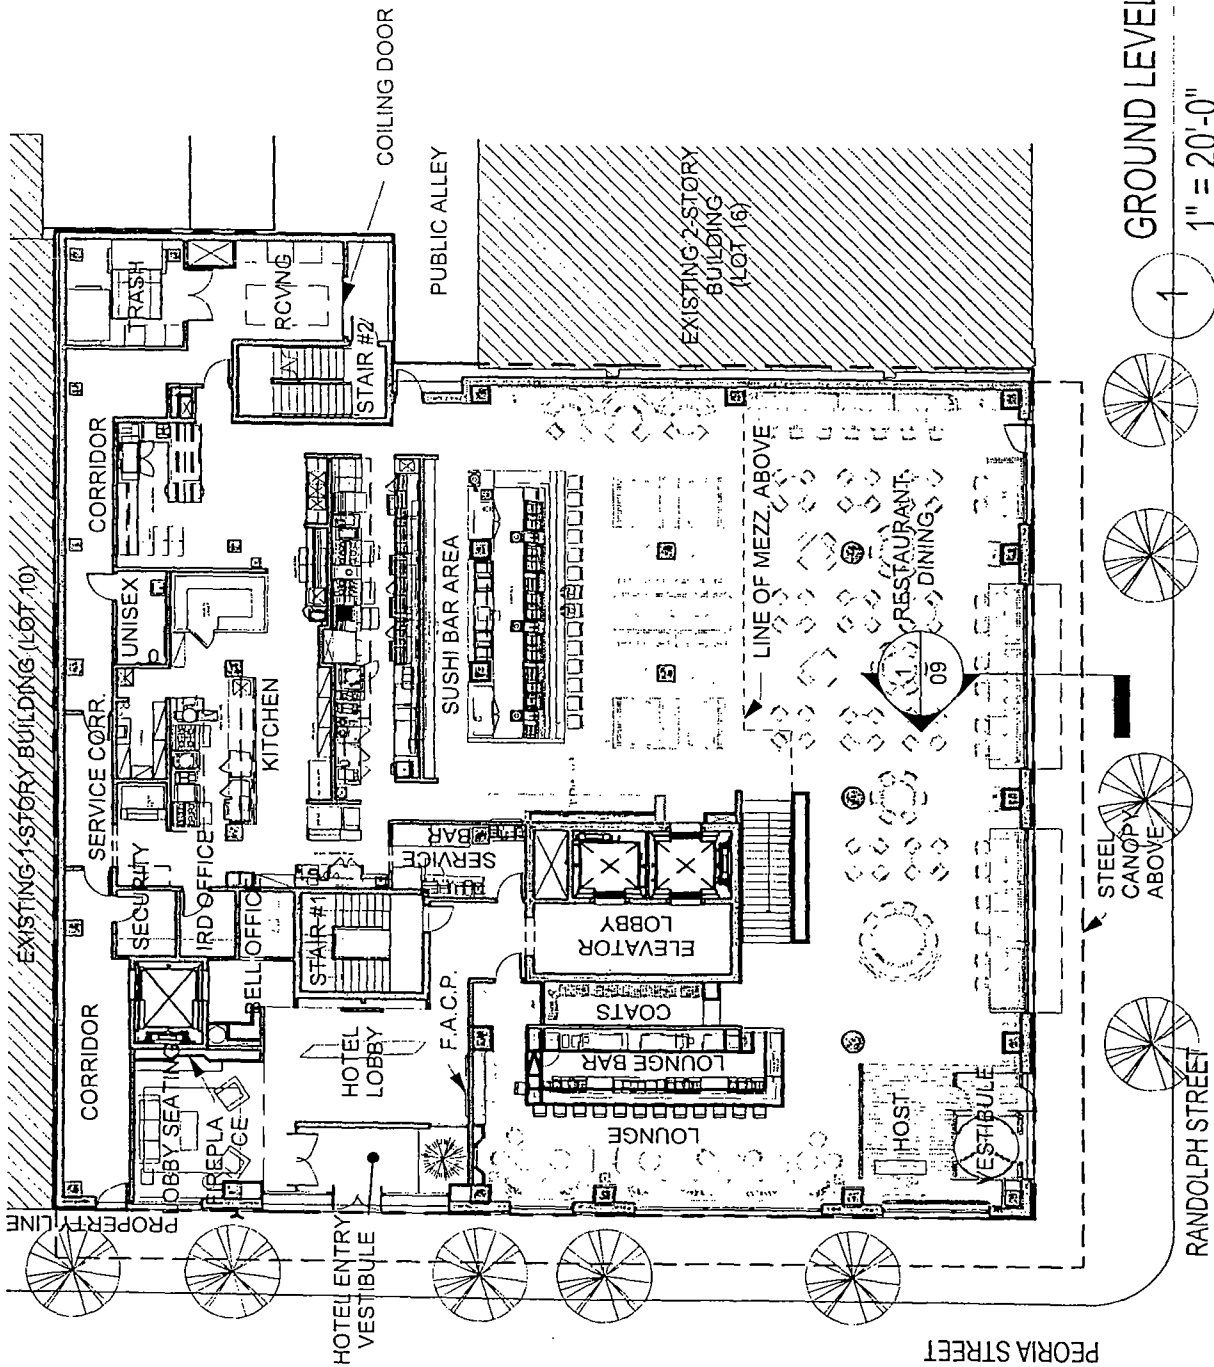 GROUND LEVEL
1" = 20'-0"
1
COILING DOOR
PUBLIC ALLEY
EXISTING 2-STORY
BUILDING
(LOT 16)
TRASH
RCVNG
STAIR #2
CORRIDOR
EXISTING 1-STORY BUILDING (LOT 10)
UNISEX
SERVICE CORR.
KITCHEN
SUSHI BAR AREA
LINE OF MEZZ. ABOVE
RESTAURANT
DINING
1
09
STEEL
CANOPY
ABOVE
SECURITY
IRD OFFICE
BELL OFFICE
STAIR #1
SERVICE
BAR
ELEVATOR
LOBBY
COATS
LOUNGE BAR
LOUNGE
F.A.C.P.
HOTEL
LOBBY
CORRIDOR
LOBBY SEATING
FIREPLA
CE
HOST
VESTIBULE
PROPERTY LINE
HOTEL ENTRY
VESTIBULE
RANDOLPH STREET
PEORIA STREET